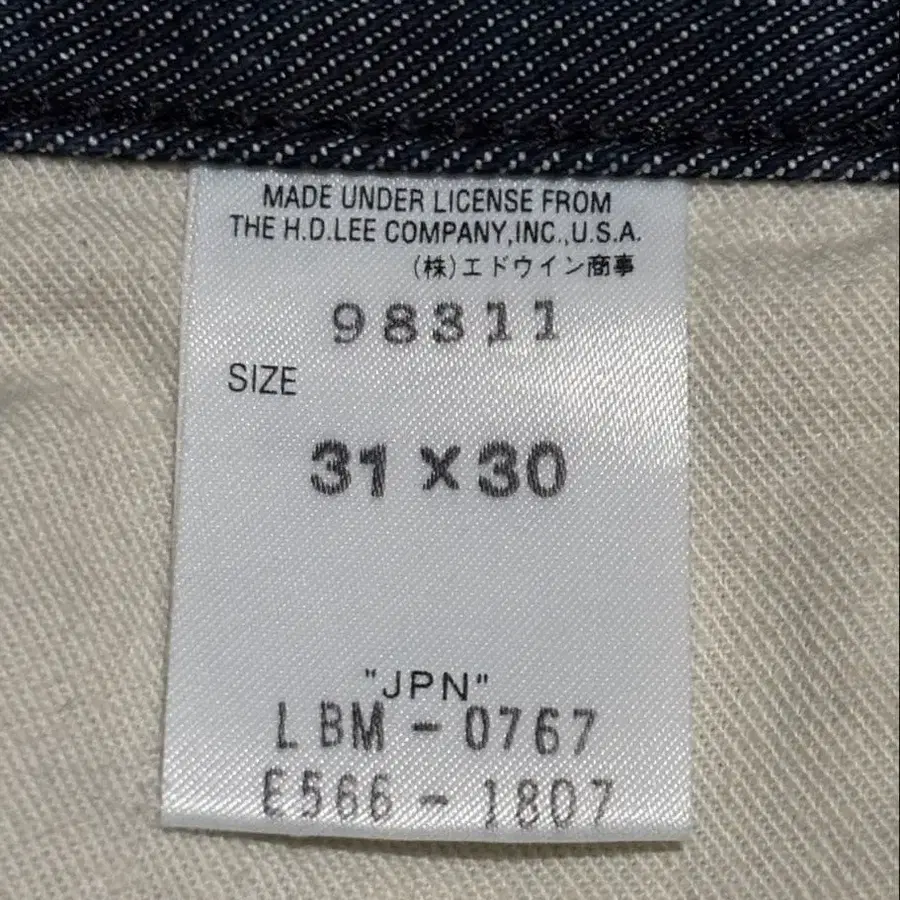 MADE UNDER LICENSE FROM
THE H.D.LEE COMPANY,INC.,U.S.A.
(株)エドウイン商事
98311
SIZE
31 x 30
"JPN"
LBM - 0767
E566 - 1807